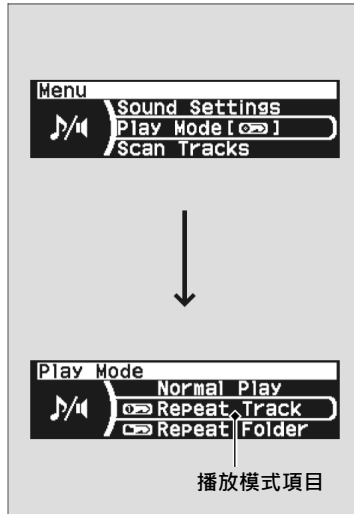 Menu
Sound Settings
Play Mode []
Scan Tracks
Play Mode
Normal Play
Repeat Track
Repeat Folder
播放模式項目